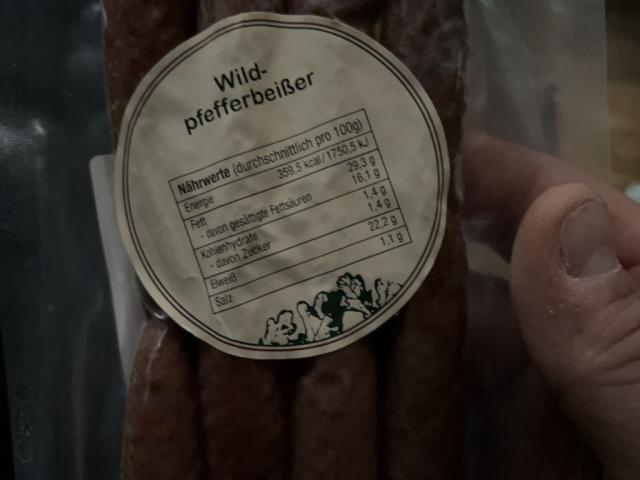 Wild-
pfefferbeißer
Nährwerte (durchschnittlich pro 100g)
Energie 359,5 kcal/1750,5 kJ
Fett 29,3 g
- davon gesättigte Fettsäuren 16,1 g
Kohlenhydrate 1,4 g
- davon Zucker 1,4 g
Eiweiß 22,2 g
Salz 1,1 g